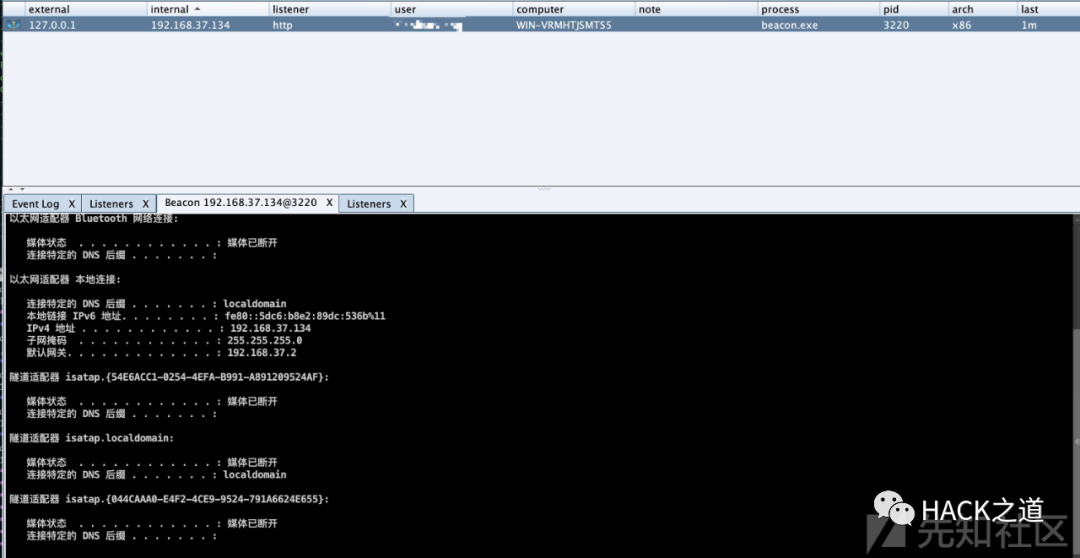 external internal listener user computer note process pid arch last
127.0.0.1 192.168.37.134 http WIN-VRMHTJSMTS5 beacon.exe 3220 x86 1m
Event Log X Listeners X Beacon 192.168.37.134@3220 X Listeners X
以太网适配器 Bluetooth 网络连接:
媒体状态 . . . . . . . . . . . . : 媒体已断开
连接特定的 DNS 后缀 . . . . . . . :
以太网适配器 本地连接:
连接特定的 DNS 后缀 . . . . . . . : localdomain
本地链接 IPv6 地址. . . . . . . . : fe80::5dc6:b8e2:89dc:536b%11
IPv4 地址 . . . . . . . . . . . . : 192.168.37.134
子网掩码 . . . . . . . . . . . . : 255.255.255.0
默认网关. . . . . . . . . . . . . : 192.168.37.2
隧道适配器 isatap.{54E6ACC1-0254-4EFA-B991-A891209524AF}:
媒体状态 . . . . . . . . . . . . : 媒体已断开
连接特定的 DNS 后缀 . . . . . . . :
隧道适配器 isatap.localdomain:
媒体状态 . . . . . . . . . . . . : 媒体已断开
连接特定的 DNS 后缀 . . . . . . . : localdomain
隧道适配器 isatap.{044CAAA0-E4F2-4CE9-9524-791A6624E655}:
媒体状态 . . . . . . . . . . . . : 媒体已断开
连接特定的 DNS 后缀 . . . . . . . :
HACK之道
先知社区